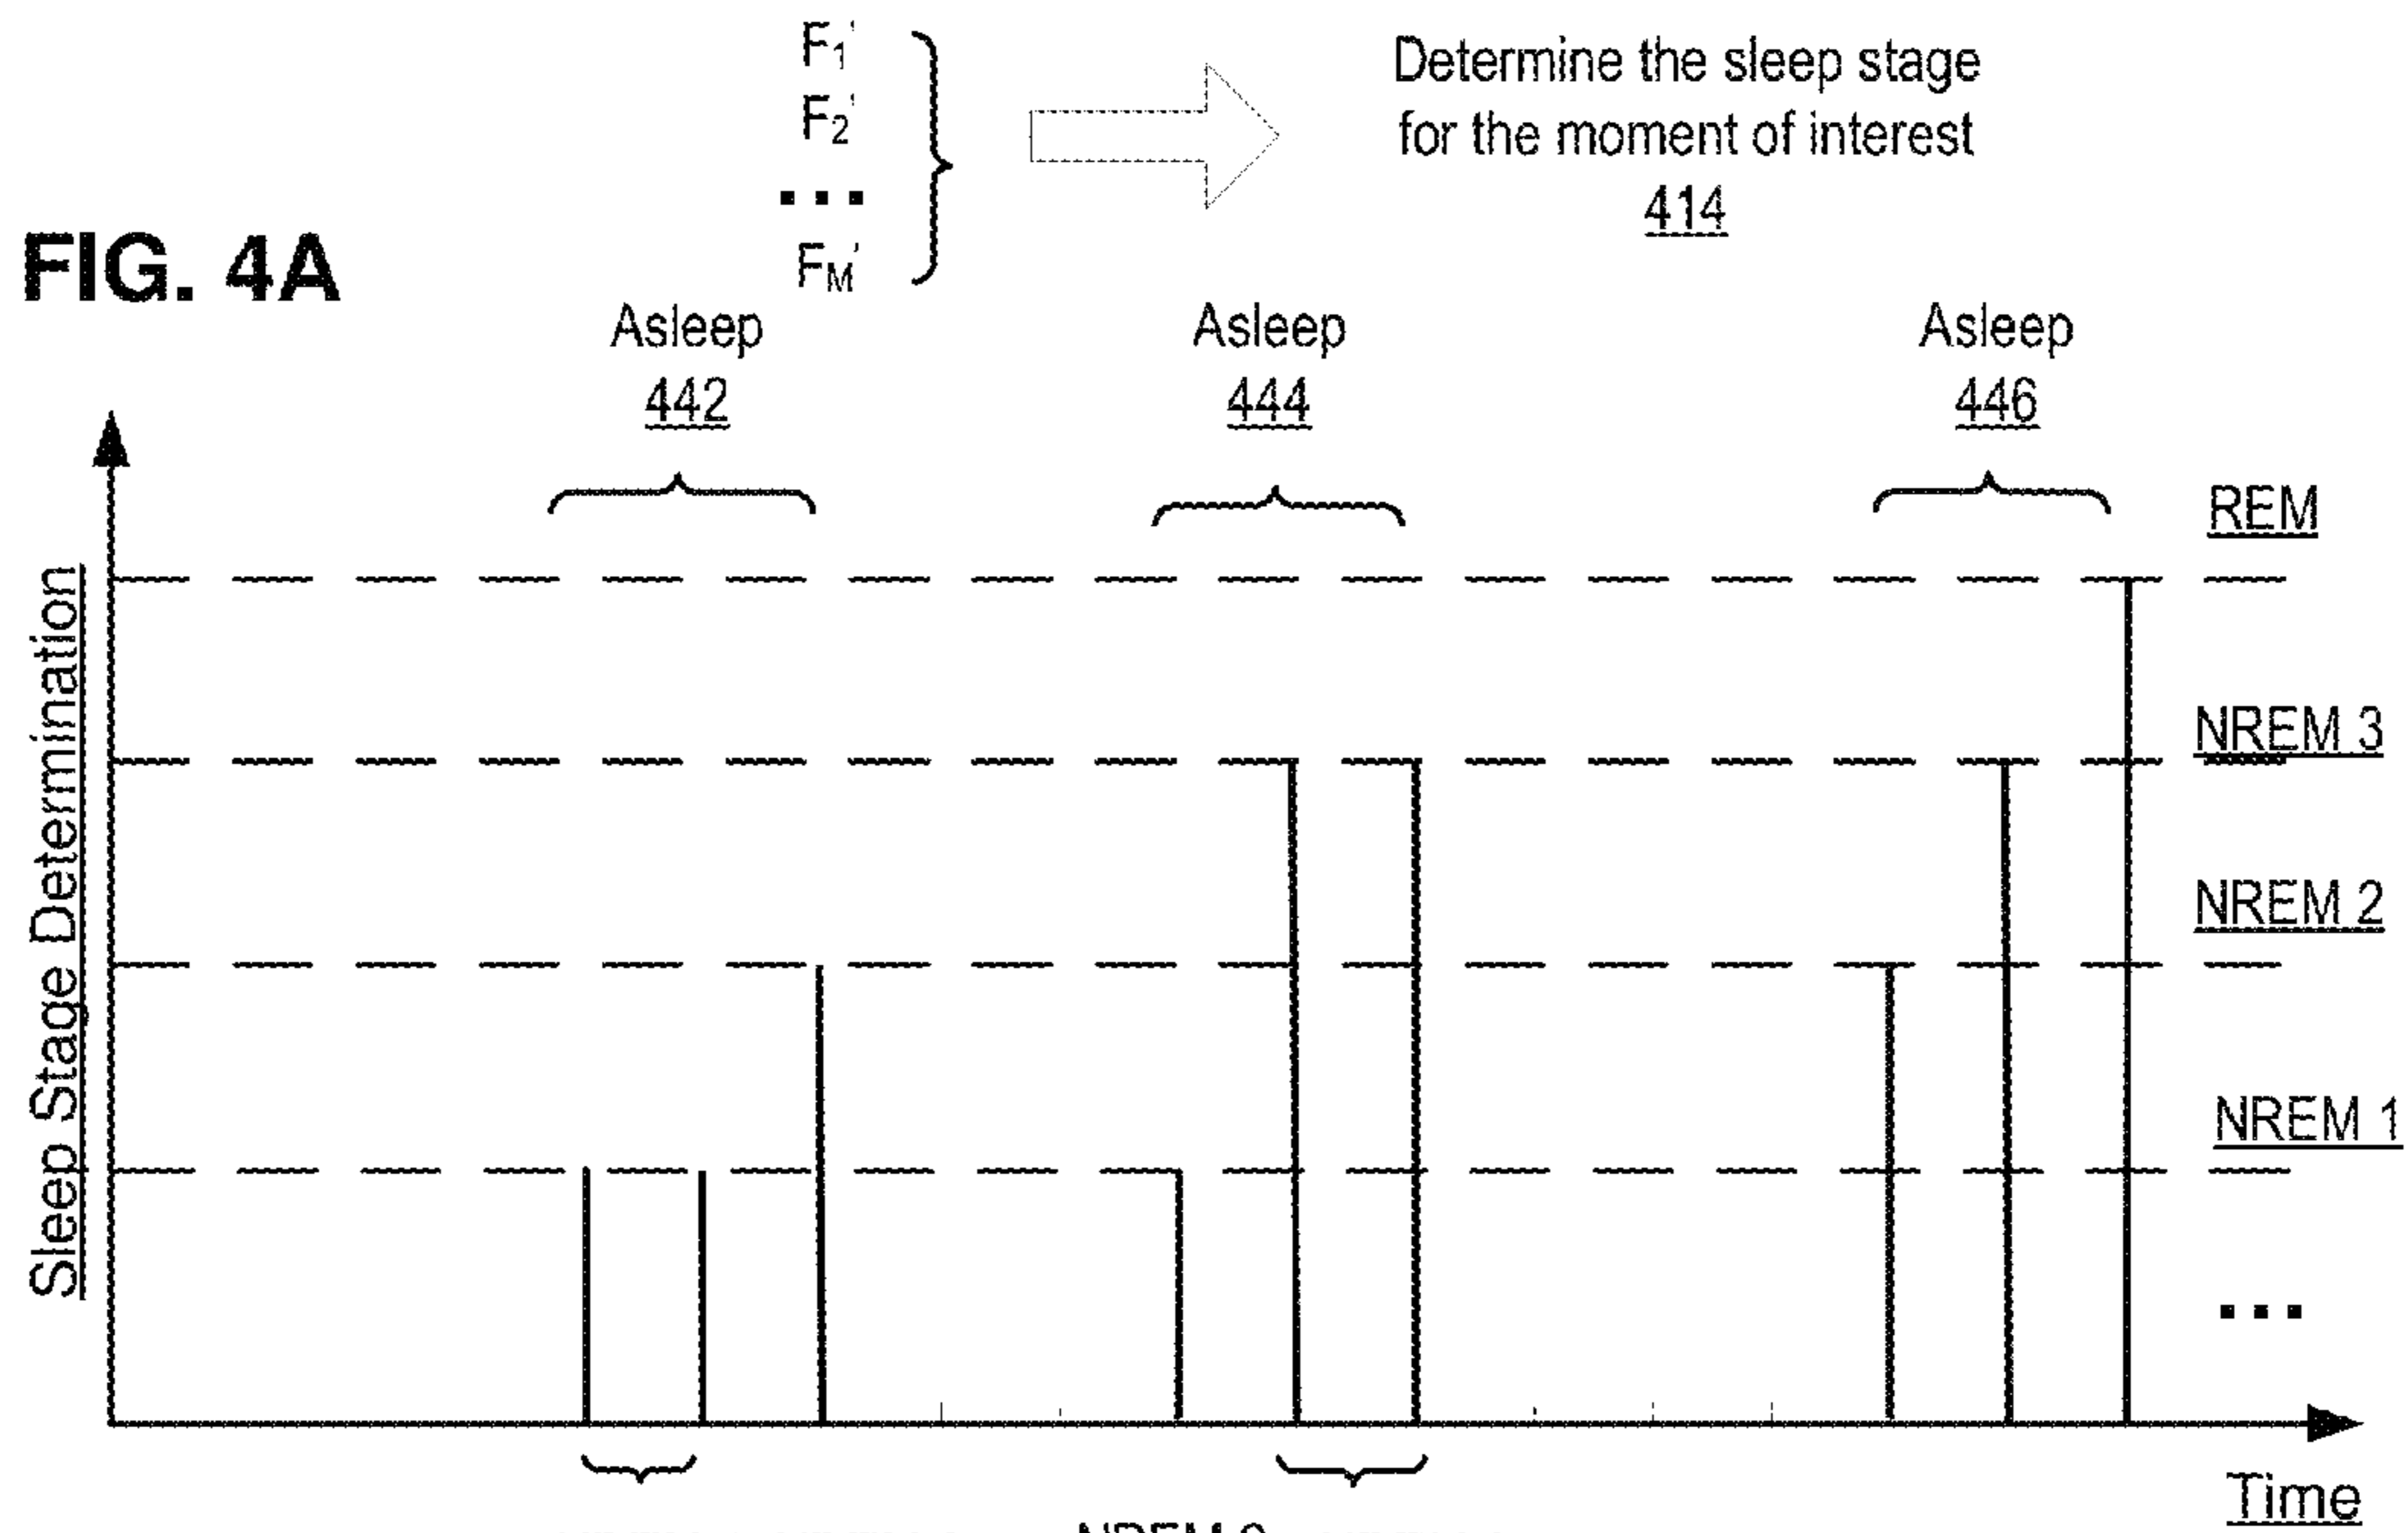 F1'
F2'
...
FM'
Determine the sleep stage
for the moment of interest
414
FIG. 4A
Asleep
442
Asleep
444
Asleep
446
REM
NREM 3
NREM 2
NREM 1
...
Sleep Stage Determination
Time